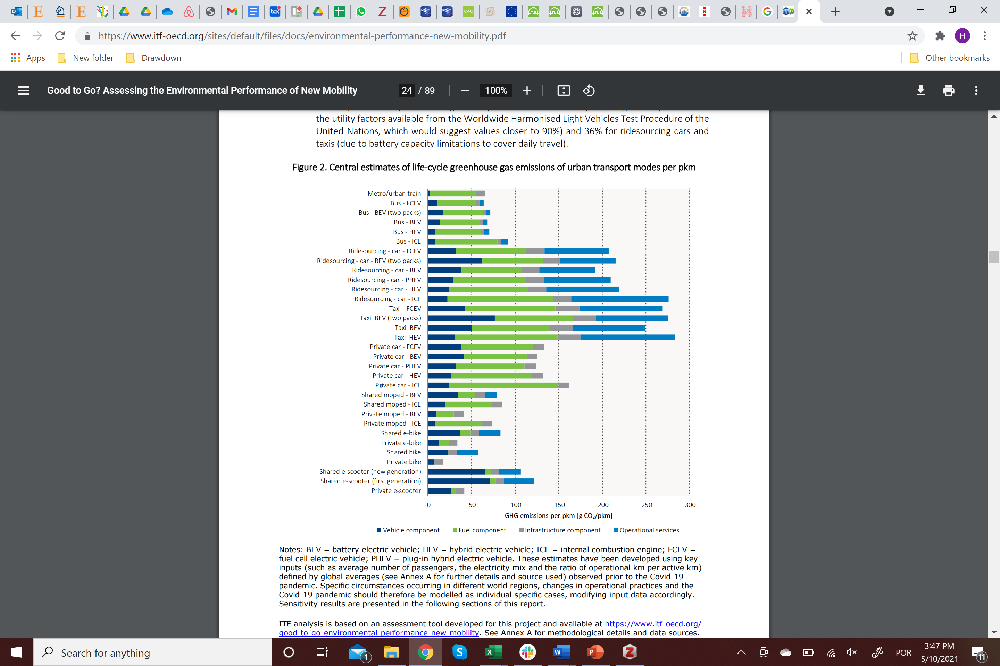 https://www.itf-oecd.org/sites/default/files/docs/environmental-performance-new-mobility.pdf
H
Apps New folder Drawdown Other bookmarks
Good to Go? Assessing the Environmental Performance of New Mobility 24 / 89 100%
the utility factors available from the Worldwide Harmonised Light Vehicles Test Procedure of the
United Nations, which would suggest values closer to 90%) and 36% for ridesourcing cars and
taxis (due to battery capacity limitations to cover daily travel).
Figure 2. Central estimates of life-cycle greenhouse gas emissions of urban transport modes per pkm
Metro/urban train
Bus - FCEV
Bus - BEV (two packs)
Bus - BEV
Bus - HEV
Bus - ICE
Ridesourcing - car - FCEV
Ridesourcing - car - BEV (two packs)
Ridesourcing - car - BEV
Ridesourcing - car - PHEV
Ridesourcing - car - HEV
Ridesourcing - car - ICE
Taxi - FCEV
Taxi BEV (two packs)
Taxi BEV
Taxi HEV
Private car - FCEV
Private car - BEV
Private car - PHEV
Private car - HEV
Private car - ICE
Shared moped - BEV
Shared moped - ICE
Private moped - BEV
Private moped - ICE
Shared e-bike
Private e-bike
Shared bike
Private bike
Shared e-scooter (new generation)
Shared e-scooter (first generation)
Private e-scooter
0 50 100 150 200 250 300
GHG emissions per pkm [g CO₂/pkm]
Vehicle component Fuel component Infrastructure component Operational services
Notes: BEV = battery electric vehicle; HEV = hybrid electric vehicle; ICE = internal combustion engine; FCEV =
fuel cell electric vehicle; PHEV = plug-in hybrid electric vehicle. These estimates have been developed using key
inputs (such as average number of passengers, the electricity mix and the ratio of operational km per active km)
defined by global averages (see Annex A for further details and source used) observed prior to the Covid-19
pandemic. Specific circumstances occurring in different world regions, changes in operational practices and the
Covid-19 pandemic should therefore be modelled as individual specific cases, modifying input data accordingly.
Sensitivity results are presented in the following sections of this report.
ITF analysis is based on an assessment tool developed for this project and available at https://www.itf-oecd.org/
good-to-go-environmental-performance-new-mobility. See Annex A for methodological details and data sources.
Search for anything
1
POR
3:47 PM
5/10/2021
11